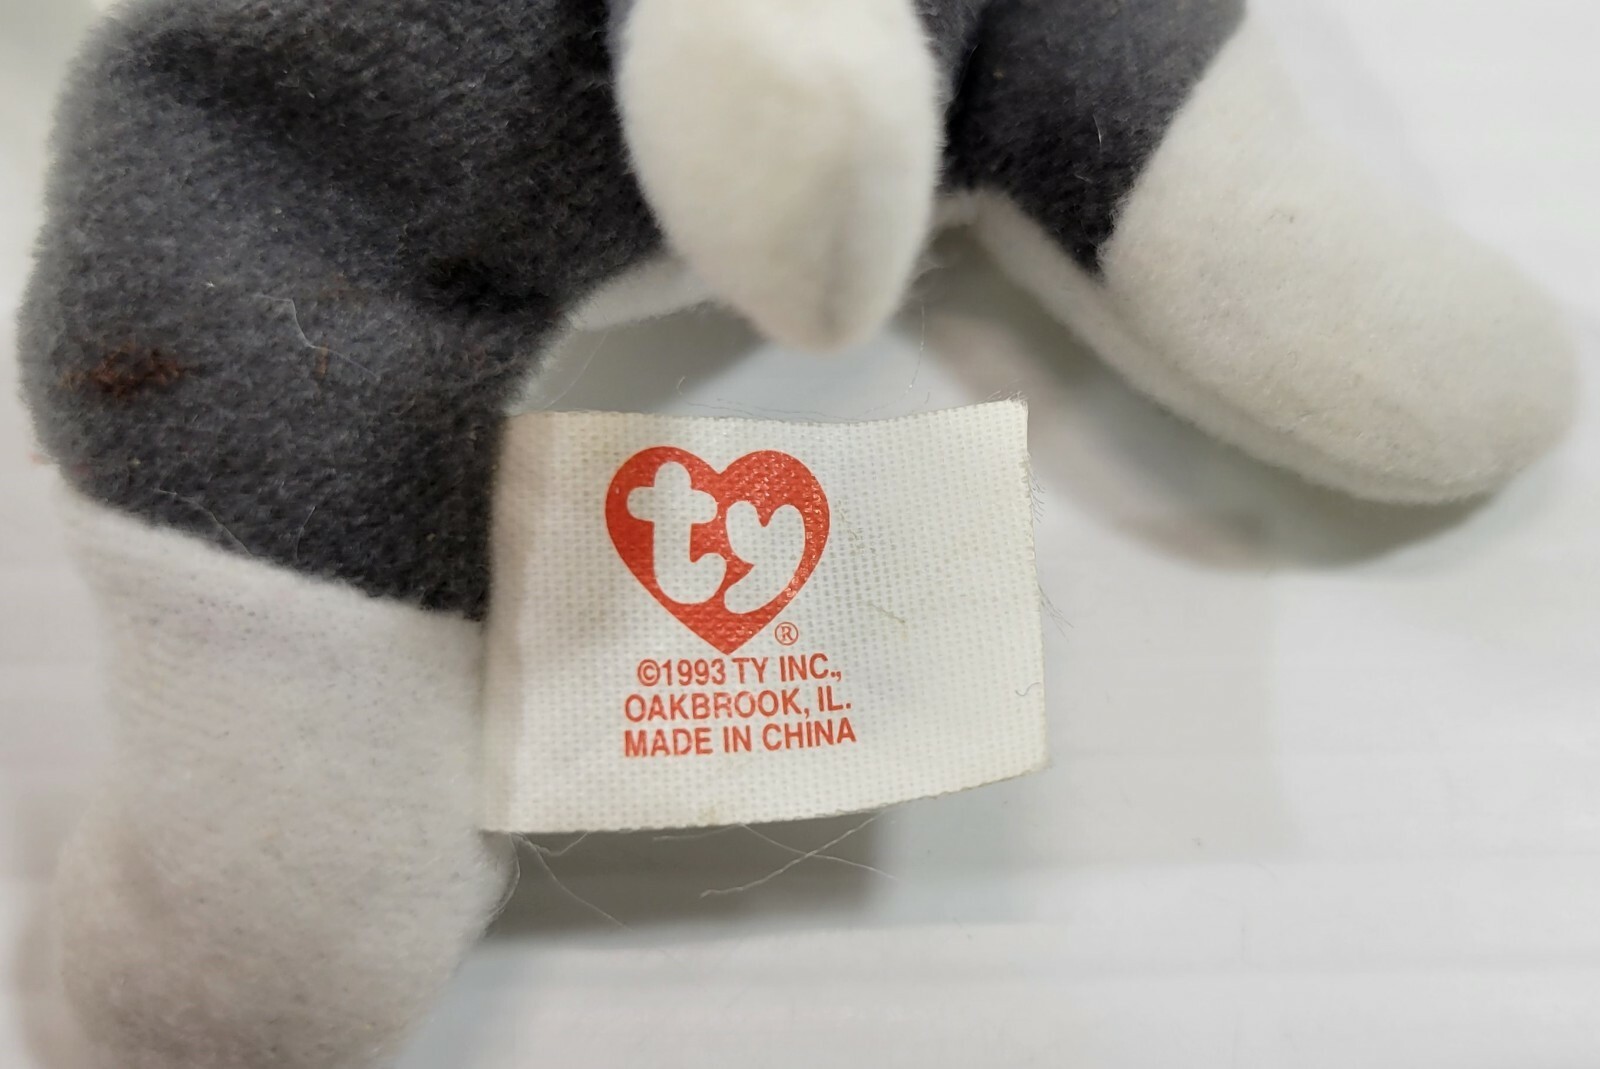 ty
®
©1993 TY INC.,
OAKBROOK, IL.
MADE IN CHINA